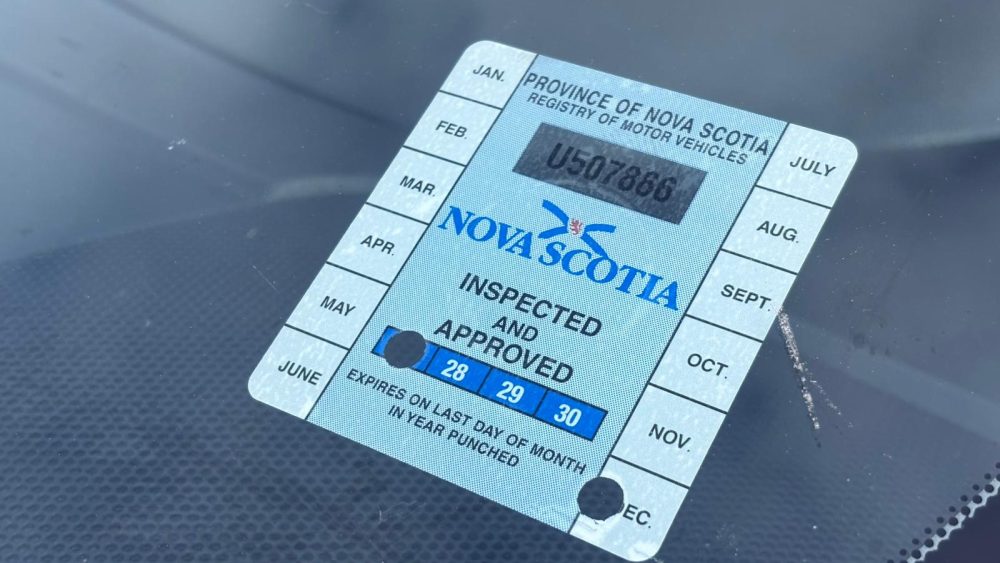 PROVINCE OF NOVA SCOTIA
REGISTRY OF MOTOR VEHICLES
U507866
NOVA SCOTIA
INSPECTED
AND
APPROVED
28 29 30
EXPIRES ON LAST DAY OF MONTH
IN YEAR PUNCHED
JAN.
FEB.
MAR.
APR.
MAY
JUNE
JULY
AUG.
SEPT.
OCT.
NOV.
EC.